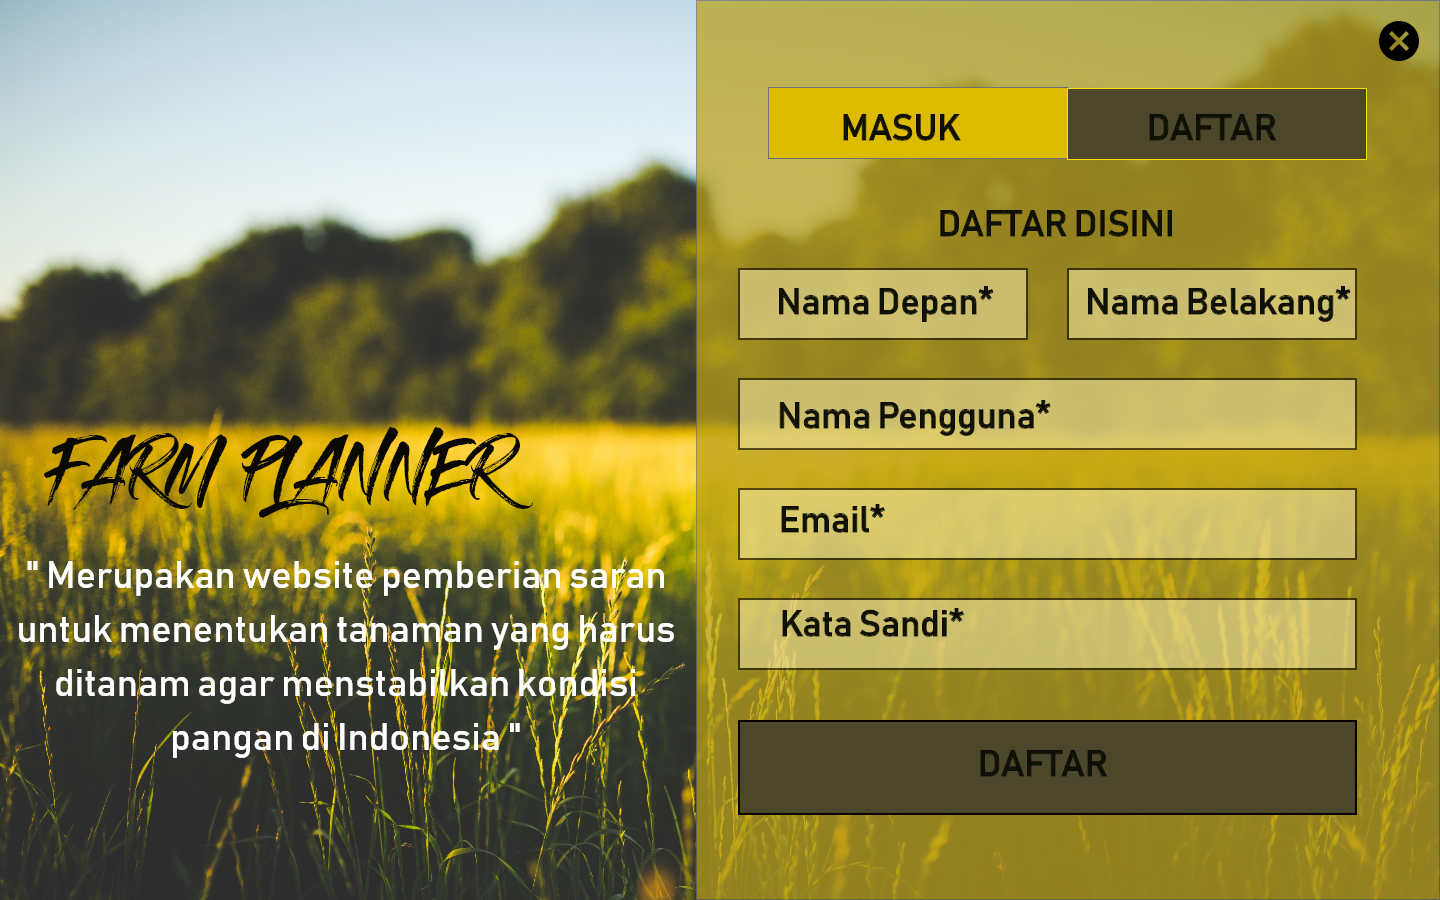 FARM PLANNER
" Merupakan website pemberian saran
untuk menentukan tanaman yang harus
ditanam agar menstabilkan kondisi
pangan di Indonesia "
MASUK
DAFTAR
DAFTAR DISINI
Nama Depan*
Nama Belakang*
Nama Pengguna*
Email*
Kata Sandi*
DAFTAR